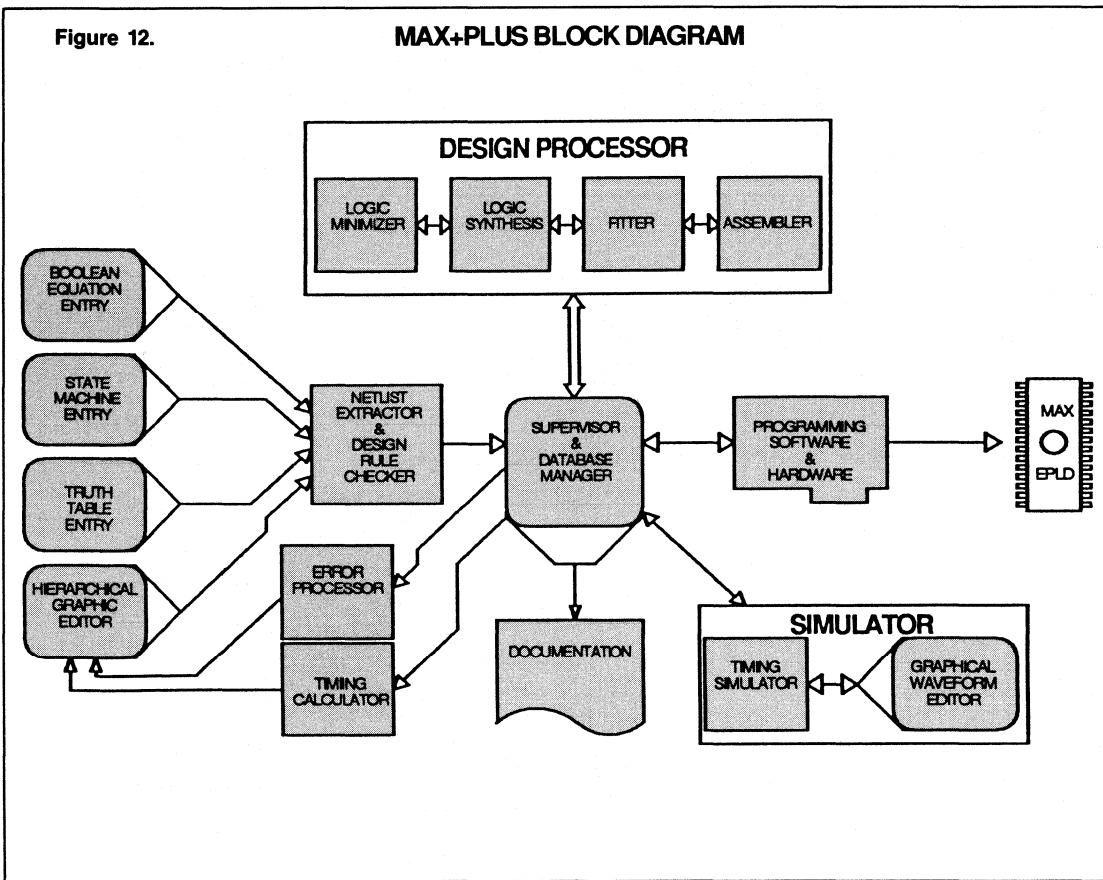 Figure 12.
MAX+PLUS BLOCK DIAGRAM
DESIGN PROCESSOR
LOGIC
MINIMIZER
LOGIC
SYNTHESIS
FITTER
ASSEMBLER
BOOLEAN
EQUATION
ENTRY
STATE
MACHINE
ENTRY
TRUTH
TABLE
ENTRY
HIERARCHICAL
GRAPHIC
EDITOR
NETLIST
EXTRACTOR
&
DESIGN
RULE
CHECKER
SUPERVISOR
&
DATABASE
MANAGER
PROGRAMMING
SOFTWARE
&
HARDWARE
MAX
EPLD
ERROR
PROCESSOR
TIMING
CALCULATOR
DOCUMENTATION
SIMULATOR
TIMING
SIMULATOR
GRAPHICAL
WAVEFORM
EDITOR